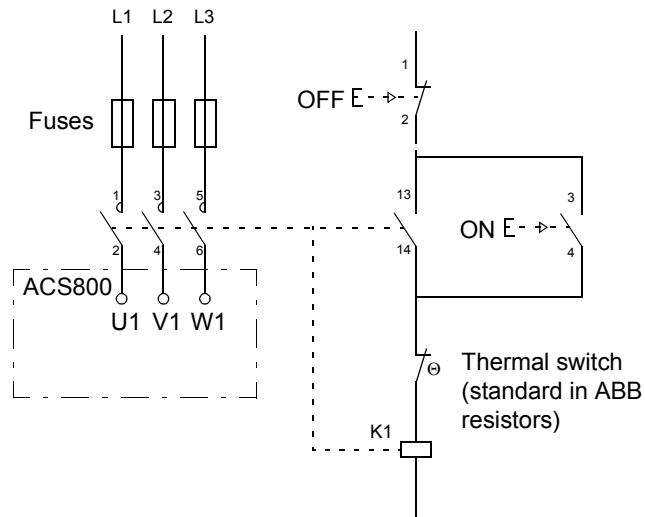 L1 L2 L3
Fuses
1 3 5
2 4 6
ACS800
U1 V1 W1
1
OFF
2
13
14
3
ON
4
Θ
Thermal switch
(standard in ABB
resistors)
K1